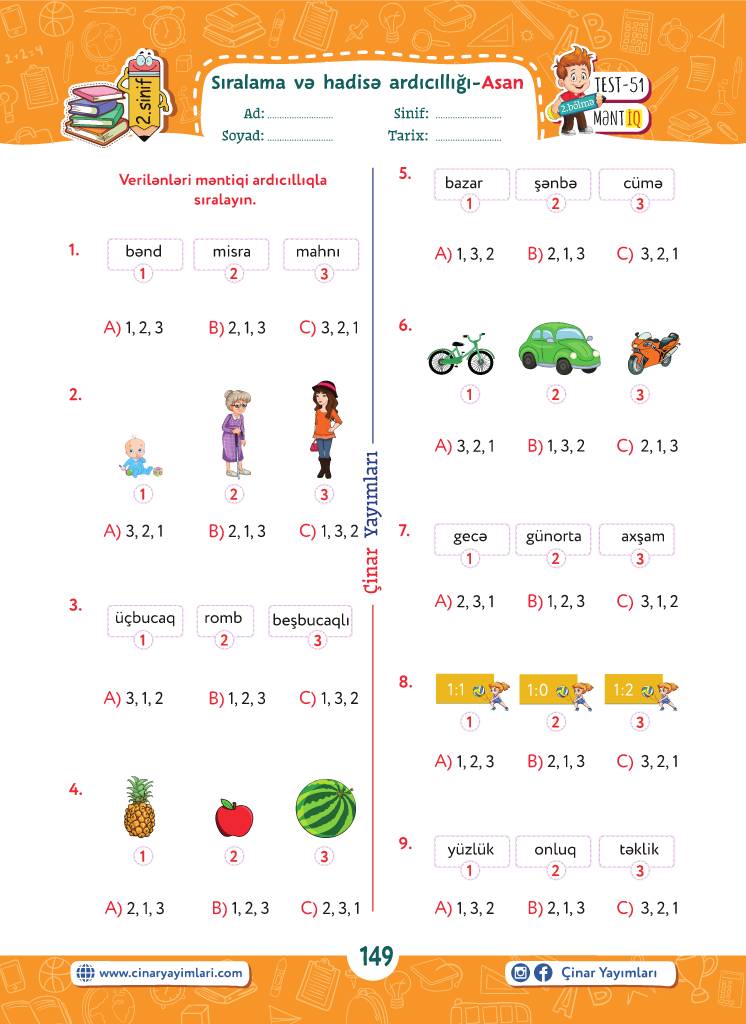 Sıralama və hadisə ardıcıllığı-Asan
Ad: ........................ Sinif: ........................
Soyad: ........................ Tarix: ........................
2. sinif
TEST-51
2.bölmə
MƏNTİQ
Verilənləri məntiqi ardıcıllıqla
sıralayın.
1. bənd misra mahnı
1 2 3
A) 1, 2, 3 B) 2, 1, 3 C) 3, 2, 1
2.
1 2 3
A) 3, 2, 1 B) 2, 1, 3 C) 1, 3, 2
3. üçbucaq romb beşbucaqlı
1 2 3
A) 3, 1, 2 B) 1, 2, 3 C) 1, 3, 2
4.
1 2 3
A) 2, 1, 3 B) 1, 2, 3 C) 2, 3, 1
Çinar Yayımları
5. bazar şənbə cümə
1 2 3
A) 1, 3, 2 B) 2, 1, 3 C) 3, 2, 1
6.
1 2 3
A) 3, 2, 1 B) 1, 3, 2 C) 2, 1, 3
7. gecə günorta axşam
1 2 3
A) 2, 3, 1 B) 1, 2, 3 C) 3, 1, 2
8. 1:1 1:0 1:2
1 2 3
A) 1, 2, 3 B) 2, 1, 3 C) 3, 2, 1
9. yüzlük onluq təklik
1 2 3
A) 1, 3, 2 B) 2, 1, 3 C) 3, 2, 1
149
www.cinaryayimlari.com
Çinar Yayımları